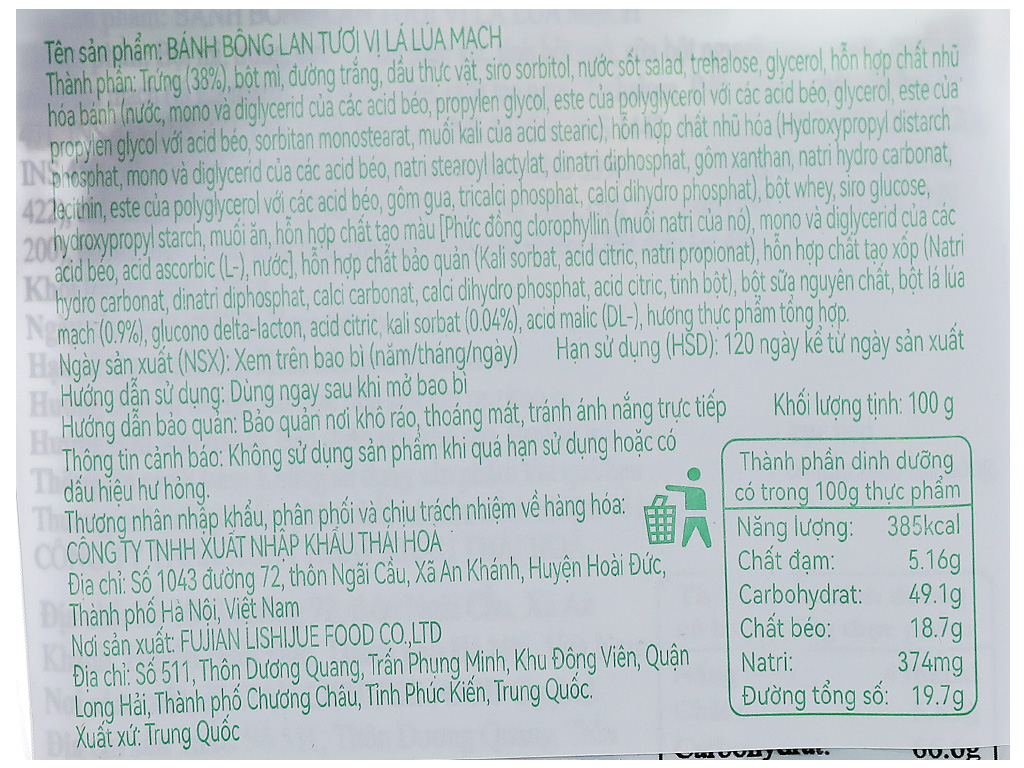 Tên sản phẩm: BÁNH BÔNG LAN TƯƠI VỊ LÁ LÚA MẠCH
Thành phần: Trứng (38%), bột mì, đường trắng, dầu thực vật, siro sorbitol, nước sốt salad, trehalose, glycerol, hỗn hợp chất nhũ
hóa bánh (nước, mono và diglycerid của các acid béo, propylen glycol, este của polyglycerol với các acid béo, glycerol, este của
propylen glycol với acid béo, sorbitan monostearat, muối kali của acid stearic), hỗn hợp chất nhũ hóa (Hydroxypropyl distarch
phosphat, mono và diglycerid của các acid béo, natri stearoyl lactylat, dinatri diphosphat, gôm xanthan, natri hydro carbonat,
lecithin, este của polyglycerol với các acid béo, gôm gua, tricalci phosphat, calci dihydro phosphat), bột whey, siro glucose,
hydroxypropyl starch, muối ăn, hỗn hợp chất tạo màu [Phức đồng clorophyllin (muối natri của nó), mono và diglycerid của các
acid béo, acid ascorbic (L-), nước], hỗn hợp chất bảo quản (Kali sorbat, acid citric, natri propionat), hỗn hợp chất tạo xốp (Natri
hydro carbonat, dinatri diphosphat, calci carbonat, calci dihydro phosphat, acid citric, tinh bột), bột sữa nguyên chất, bột lá lúa
mạch (0.9%), glucono delta-lacton, acid citric, kali sorbat (0.04%), acid malic (DL-), hương thực phẩm tổng hợp.
Ngày sản xuất (NSX): Xem trên bao bì (năm/tháng/ngày) Hạn sử dụng (HSD): 120 ngày kể từ ngày sản xuất
Hướng dẫn sử dụng: Dùng ngay sau khi mở bao bì
Hướng dẫn bảo quản: Bảo quản nơi khô ráo, thoáng mát, tránh ánh nắng trực tiếp Khối lượng tịnh: 100 g
Thông tin cảnh báo: Không sử dụng sản phẩm khi quá hạn sử dụng hoặc có
dấu hiệu hư hỏng.
Thương nhân nhập khẩu, phân phối và chịu trách nhiệm về hàng hóa:
CÔNG TY TNHH XUẤT NHẬP KHẨU THÁI HOA
Địa chỉ: Số 1043 đường 72, thôn Ngãi Cầu, Xã An Khánh, Huyện Hoài Đức,
Thành phố Hà Nội, Việt Nam
Nơi sản xuất: FUJIAN LISHIJUE FOOD CO.,LTD
Địa chỉ: Số 511, Thôn Dương Quang, Trấn Phụng Minh, Khu Đông Viên, Quận
Long Hải, Thành phố Chương Châu, Tỉnh Phúc Kiến, Trung Quốc.
Xuất xứ: Trung Quốc
Thành phần dinh dưỡng
có trong 100g thực phẩm
Năng lượng: 385kcal
Chất đạm: 5.16g
Carbohydrat: 49.1g
Chất béo: 18.7g
Natri: 374mg
Đường tổng số: 19.7g